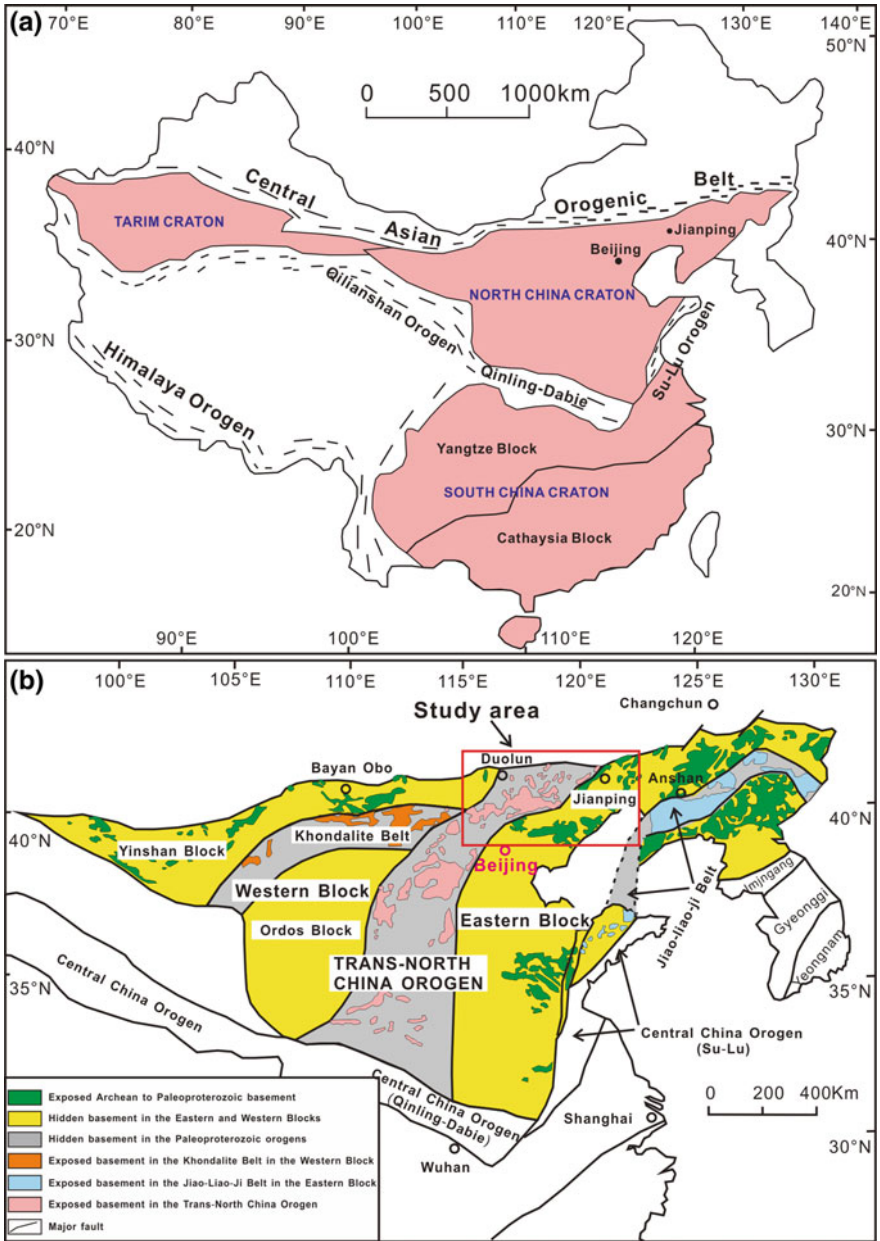 (a)
70°E 80°E 90°E 100°E 110°E 120°E 130°E 140°E
50°N
0 500 1000km
40°N
Central Asian Orogenic Belt
TARIM CRATON
Jianping
Beijing
40°N
NORTH CHINA CRATON
Qilianshan Orogen
30°N
Himalaya Orogen
Qinling-Dabie
Su-Lu Orogen
30°N
Yangtze Block
SOUTH CHINA CRATON
20°N
Cathaysia Block
20°N
90°E 100°E 110°E 120°E
(b)
100°E 105°E 110°E 115°E 120°E 125°E 130°E
Study area
Changchun
Duolun
Bayan Obo
Anshan
Jianping
40°N
40°N
Khondalite Belt
Yinshan Block
Beijing
Western Block
Imjngang
Eastern Block
Gyeonggi
Ordos Block
Jiao-liao-ji Belt
Yeongnam
TRANS-NORTH
CHINA OROGEN
Central China Orogen
35°N
35°N
Central China Orogen
(Su-Lu)
Central China Orogen
(Qinling-Dabie)
0 200 400Km
Shanghai
30°N
Wuhan
Exposed Archean to Paleoproterozoic basement
Hidden basement in the Eastern and Western Blocks
Hidden basement in the Paleoproterozoic orogens
Exposed basement in the Khondalite Belt in the Western Block
Exposed basement in the Jiao-Liao-Ji Belt in the Eastern Block
Exposed basement in the Trans-North China Orogen
Major fault